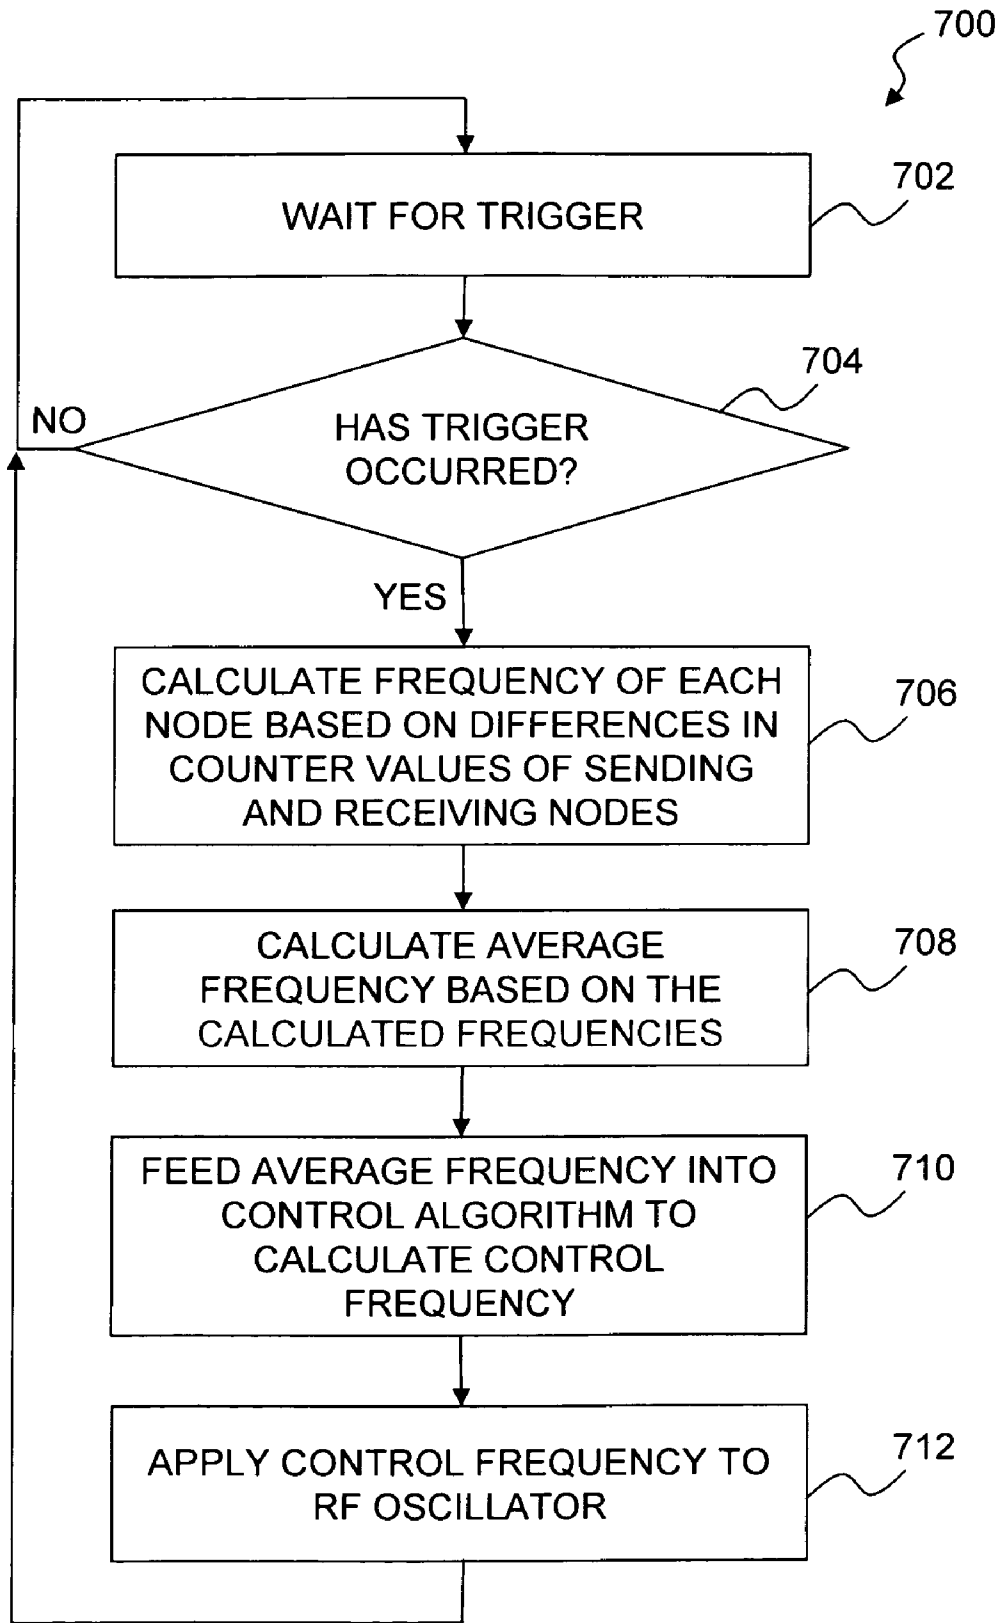 700
WAIT FOR TRIGGER
702
HAS TRIGGER
OCCURRED?
704
NO
YES
CALCULATE FREQUENCY OF EACH
NODE BASED ON DIFFERENCES IN
COUNTER VALUES OF SENDING
AND RECEIVING NODES
706
CALCULATE AVERAGE
FREQUENCY BASED ON THE
CALCULATED FREQUENCIES
708
FEED AVERAGE FREQUENCY INTO
CONTROL ALGORITHM TO
CALCULATE CONTROL
FREQUENCY
710
APPLY CONTROL FREQUENCY TO
RF OSCILLATOR
712